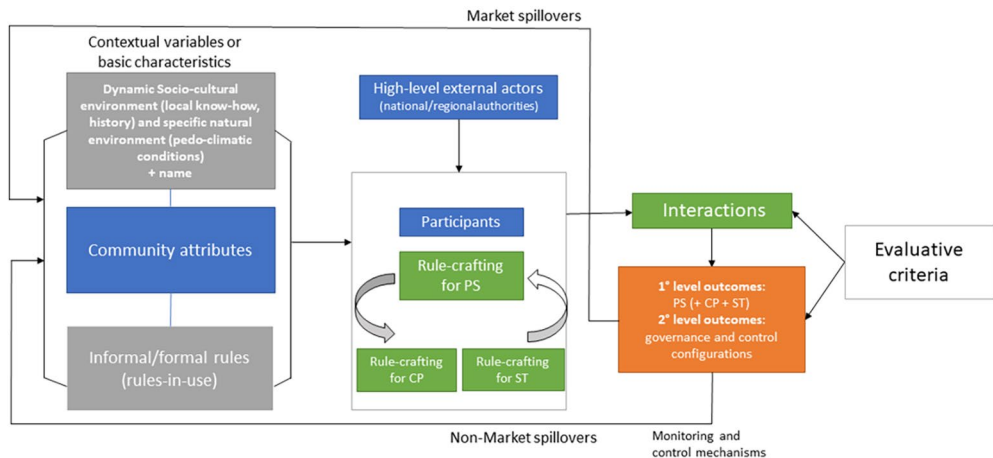 Market spillovers
Contextual variables or
basic characteristics
Dynamic Socio-cultural
environment (local know-how,
history) and specific natural
environment (pedo-climatic
conditions)
+ name
Community attributes
Informal/formal rules
(rules-in-use)
High-level external actors
(national/regional authorities)
Participants
Rule-crafting
for PS
Rule-crafting
for CP
Rule-crafting
for ST
Interactions
1° level outcomes:
PS (+ CP + ST)
2° level outcomes:
governance and control
configurations
Evaluative
criteria
Non-Market spillovers
Monitoring and
control mechanisms